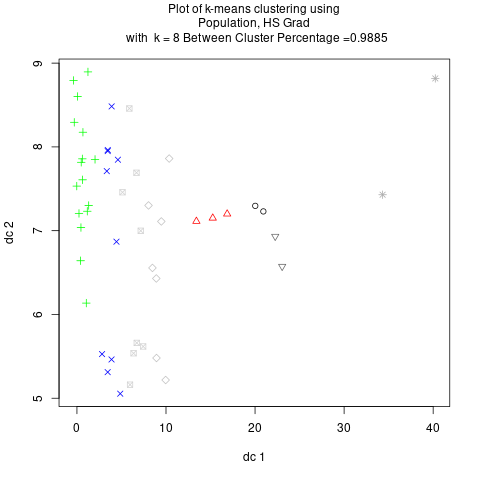 Plot of k-means clustering using
Population, HS Grad
with k = 8 Between Cluster Percentage =0.9885
9
8
7
6
5
dc 2
0 10 20 30 40
dc 1